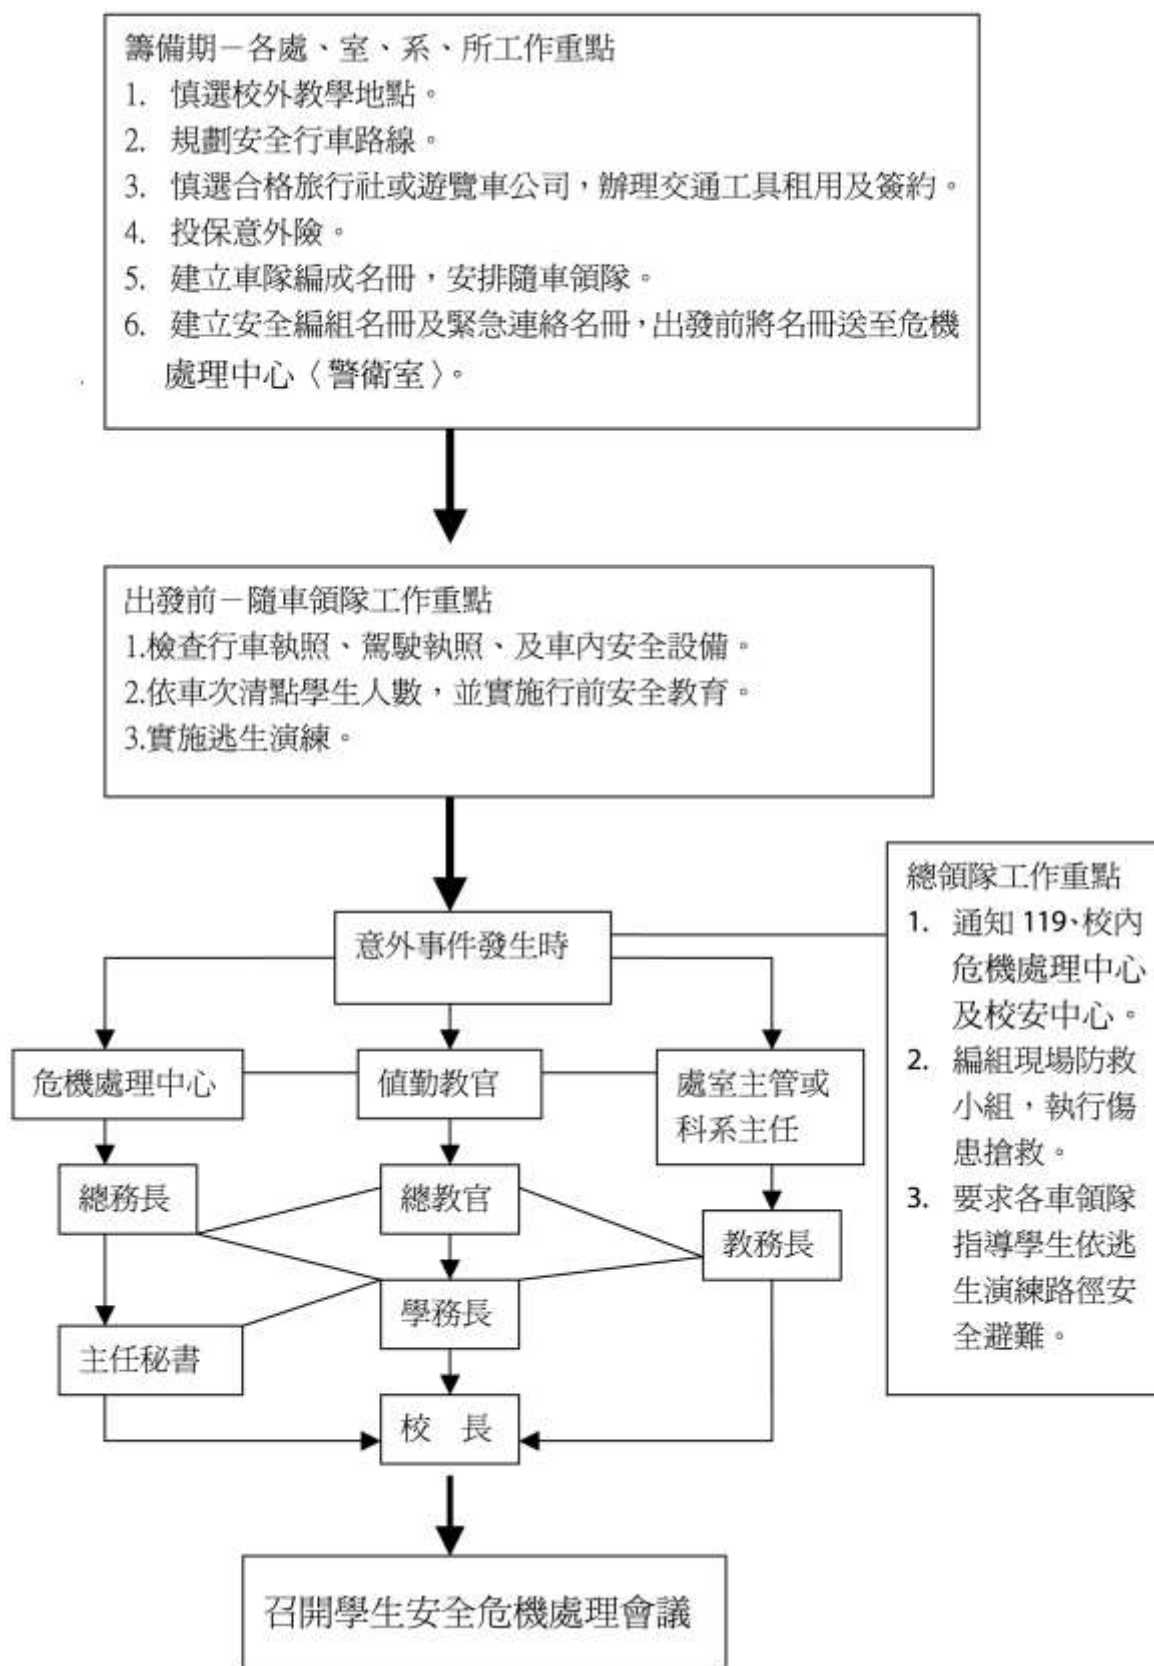 籌備期－各處、室、系、所工作重點
1. 慎選校外教學地點。
2. 規劃安全行車路線。
3. 慎選合格旅行社或遊覽車公司，辦理交通工具租用及簽約。
4. 投保意外險。
5. 建立車隊編成名冊，安排隨車領隊。
6. 建立安全編組名冊及緊急連絡名冊，出發前將名冊送至危機
處理中心〈警衛室〉。
出發前－隨車領隊工作重點
1.檢查行車執照、駕駛執照、及車內安全設備。
2.依車次清點學生人數，並實施行前安全教育。
3.實施逃生演練。
意外事件發生時
總領隊工作重點
1. 通知 119、校內
危機處理中心
及校安中心。
2. 編組現場防救
小組，執行傷
患搶救。
3. 要求各車領隊
指導學生依逃
生演練路徑安
全避難。
危機處理中心
值勤教官
處室主管或
科系主任
總務長
總教官
教務長
學務長
主任秘書
校 長
召開學生安全危機處理會議